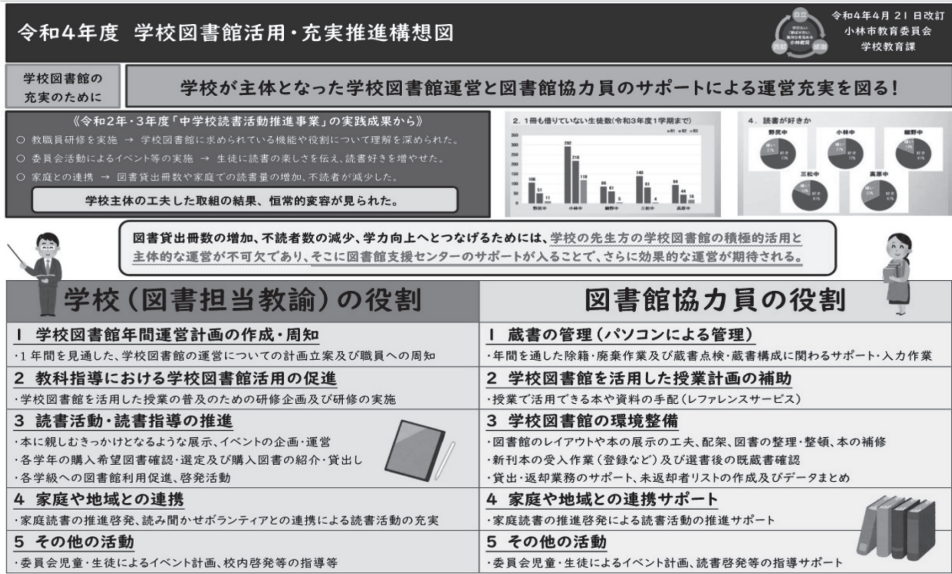 令和4年度 学校図書館活用・充実推進構想図
令和4年4月21日改訂
小林市教育委員会
学校教育課
学校図書館の
充実のために
学校が主体となった学校図書館運営と図書館協力員のサポートによる運営充実を図る!
《令和2年・3年度「中学校読書活動推進事業」の実践成果から》
○ 教職員研修を実施 → 学校図書館に求められている機能や役割について理解を深められた。
○ 委員会活動によるイベント等の実施 → 生徒に読書の楽しさを伝え、読書好きを増やせた。
○ 家庭との連携 → 図書貸出冊数や家庭での読書量の増加、不読者が減少した。
学校主体の工夫した取組の結果、恒常的変容が見られた。
2. 1冊も借りていない生徒数(令和3年度1学期まで)
野尻中 小林中 細野中 三松中
4. 読書が好きか
野尻中 小林中 細野中
三松中
図書貸出冊数の増加、不読者数の減少、学力向上へとつなげるためには、学校の先生方の学校図書館の積極的活用と
主体的な運営が不可欠であり、そこに図書館支援センターのサポートが入ることで、さらに効果的な運営が期待される。
学校(図書担当教諭)の役割
1 学校図書館年間運営計画の作成・周知
・1年間を見通した、学校図書館の運営についての計画立案及び職員への周知
2 教科指導における学校図書館活用の促進
・学校図書館を活用した授業の普及のための研修企画及び研修の実施
3 読書活動・読書指導の推進
・本に親しむきっかけとなるような展示、イベントの企画・運営
・各学年の購入希望図書確認・選定及び購入図書の紹介・貸出し
・各学級への図書館利用促進、啓発活動
4 家庭や地域との連携
・家庭読書の推進啓発、読み聞かせボランティアとの連携による読書活動の充実
5 その他の活動
・委員会児童・生徒によるイベント計画、校内啓発等の指導等
図書館協力員の役割
1 蔵書の管理(パソコンによる管理)
・年間を通した除籍・廃棄作業及び蔵書点検・蔵書構成に関わるサポート・入力作業
2 学校図書館を活用した授業計画の補助
・授業で活用できる本や資料の手配(レファレンスサービス)
3 学校図書館の環境整備
・図書館のレイアウトや本の展示の工夫、配架、図書の整理・整頓、本の補修
・新刊本の受入作業(登録など)及び選書後の既蔵書確認
・貸出・返却業務のサポート、未返却者リストの作成及びデータまとめ
4 家庭や地域との連携サポート
・家庭読書の推進啓発による読書活動の推進サポート
5 その他の活動
・委員会児童・生徒によるイベント計画、読書啓発等の指導サポート